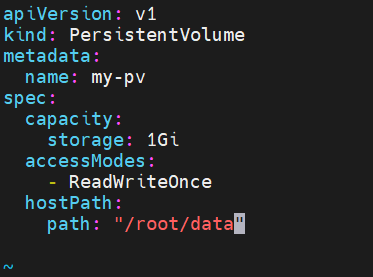 apiVersion: v1
kind: PersistentVolume
metadata:
  name: my-pv
spec:
  capacity:
    storage: 1Gi
  accessModes:
    - ReadWriteOnce
  hostPath:
    path: "/root/data"
~